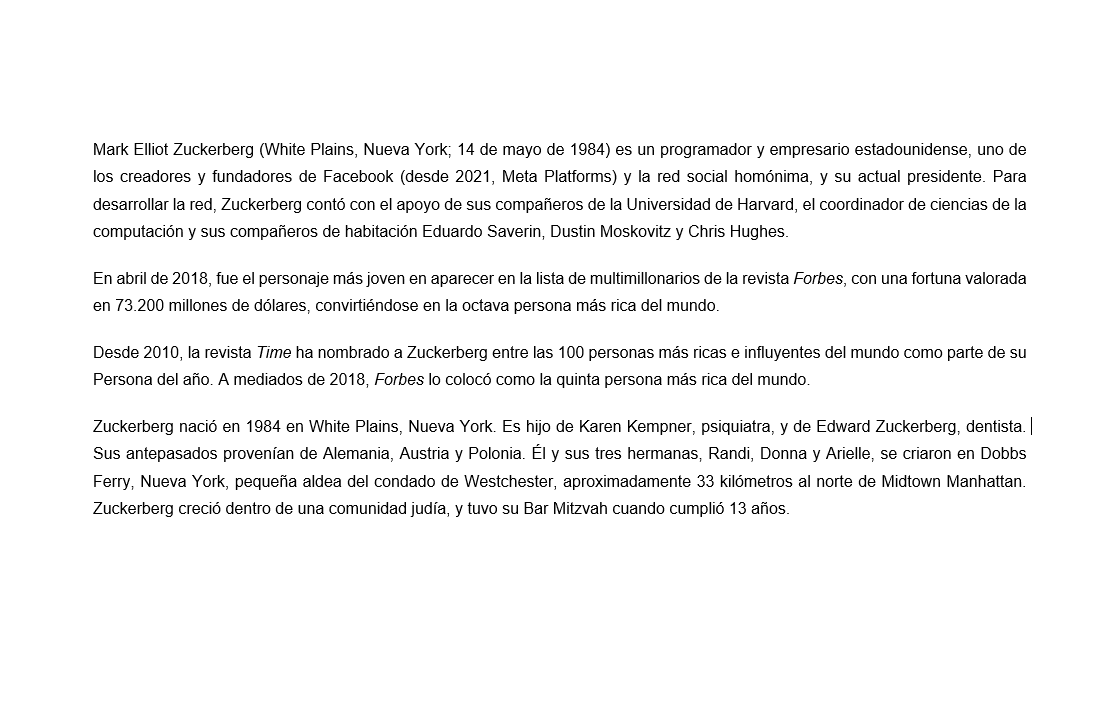 Mark Elliot Zuckerberg (White Plains, Nueva York; 14 de mayo de 1984) es un programador y empresario estadounidense, uno de
los creadores y fundadores de Facebook (desde 2021, Meta Platforms) y la red social homónima, y su actual presidente. Para
desarrollar la red, Zuckerberg contó con el apoyo de sus compañeros de la Universidad de Harvard, el coordinador de ciencias de la
computación y sus compañeros de habitación Eduardo Saverin, Dustin Moskovitz y Chris Hughes.
En abril de 2018, fue el personaje más joven en aparecer en la lista de multimillonarios de la revista Forbes, con una fortuna valorada
en 73.200 millones de dólares, convirtiéndose en la octava persona más rica del mundo.
Desde 2010, la revista Time ha nombrado a Zuckerberg entre las 100 personas más ricas e influyentes del mundo como parte de su
Persona del año. A mediados de 2018, Forbes lo colocó como la quinta persona más rica del mundo.
Zuckerberg nació en 1984 en White Plains, Nueva York. Es hijo de Karen Kempner, psiquiatra, y de Edward Zuckerberg, dentista.
Sus antepasados provenían de Alemania, Austria y Polonia. Él y sus tres hermanas, Randi, Donna y Arielle, se criaron en Dobbs
Ferry, Nueva York, pequeña aldea del condado de Westchester, aproximadamente 33 kilómetros al norte de Midtown Manhattan.
Zuckerberg creció dentro de una comunidad judía, y tuvo su Bar Mitzvah cuando cumplió 13 años.